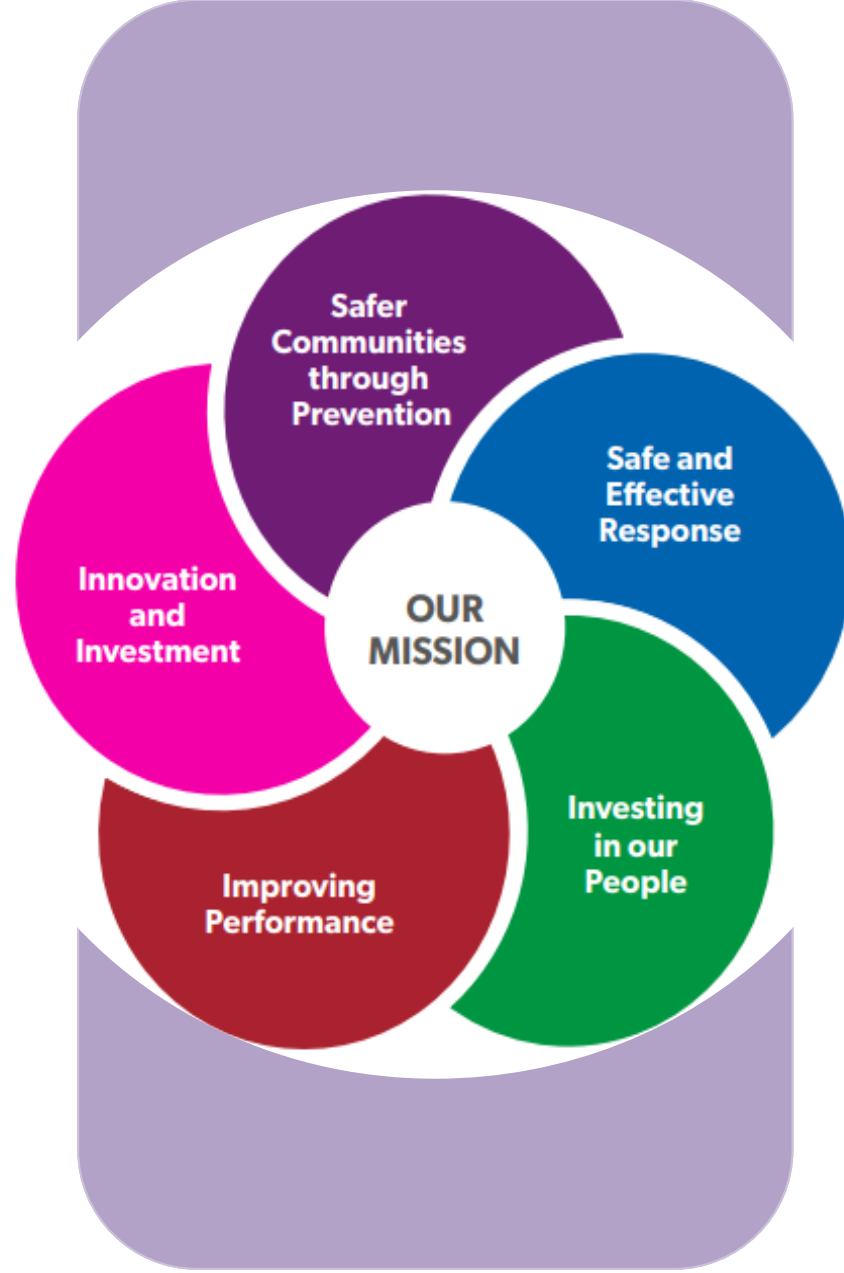 Safer
Communities
through
Prevention
Safe and
Effective
Response
Innovation
and
Investment
OUR
MISSION
Investing
in our
People
Improving
Performance